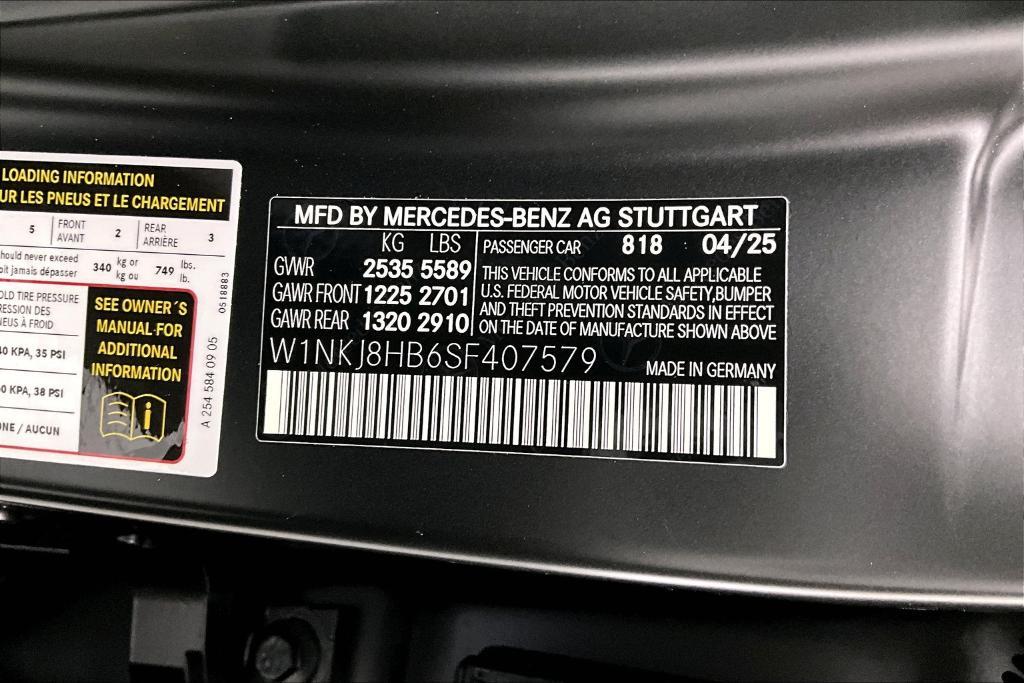 LOADING INFORMATION
UR LES PNEUS ET LE CHARGEMENT
5 FRONT AVANT 2 REAR ARRIÈRE 3
hould never exceed
oit jamais dépasser 340 kg or kg ou 749 lbs. lb.
OLD TIRE PRESSURE
RESSION DES
NEUS À FROID
40 KPA, 35 PSI
60 KPA, 38 PSI
ONE / AUCUN
SEE OWNER´S
MANUAL FOR
ADDITIONAL
INFORMATION
0518883
A 254 584 09 05
MFD BY MERCEDES-BENZ AG STUTTGART
KG LBS
GWR 2535 5589
GAWR FRONT 1225 2701
GAWR REAR 1320 2910
PASSENGER CAR 818 04/25
THIS VEHICLE CONFORMS TO ALL APPLICABLE
U.S. FEDERAL MOTOR VEHICLE SAFETY,BUMPER
AND THEFT PREVENTION STANDARDS IN EFFECT
ON THE DATE OF MANUFACTURE SHOWN ABOVE
W1NKJ8HB6SF407579
MADE IN GERMANY